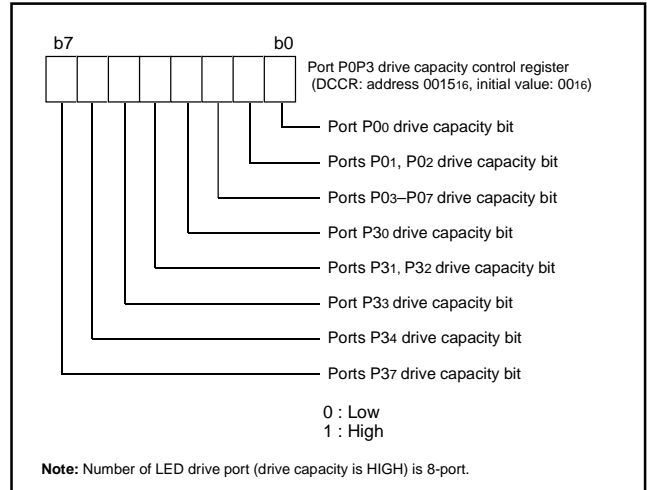 b7 b0
Port P0P3 drive capacity control register
(DCCR: address 001516, initial value: 0016)
Port P00 drive capacity bit
Ports P01, P02 drive capacity bit
Ports P03–P07 drive capacity bit
Port P30 drive capacity bit
Ports P31, P32 drive capacity bit
Port P33 drive capacity bit
Ports P34 drive capacity bit
Ports P37 drive capacity bit
0 : Low
1 : High
Note: Number of LED drive port (drive capacity is HIGH) is 8-port.